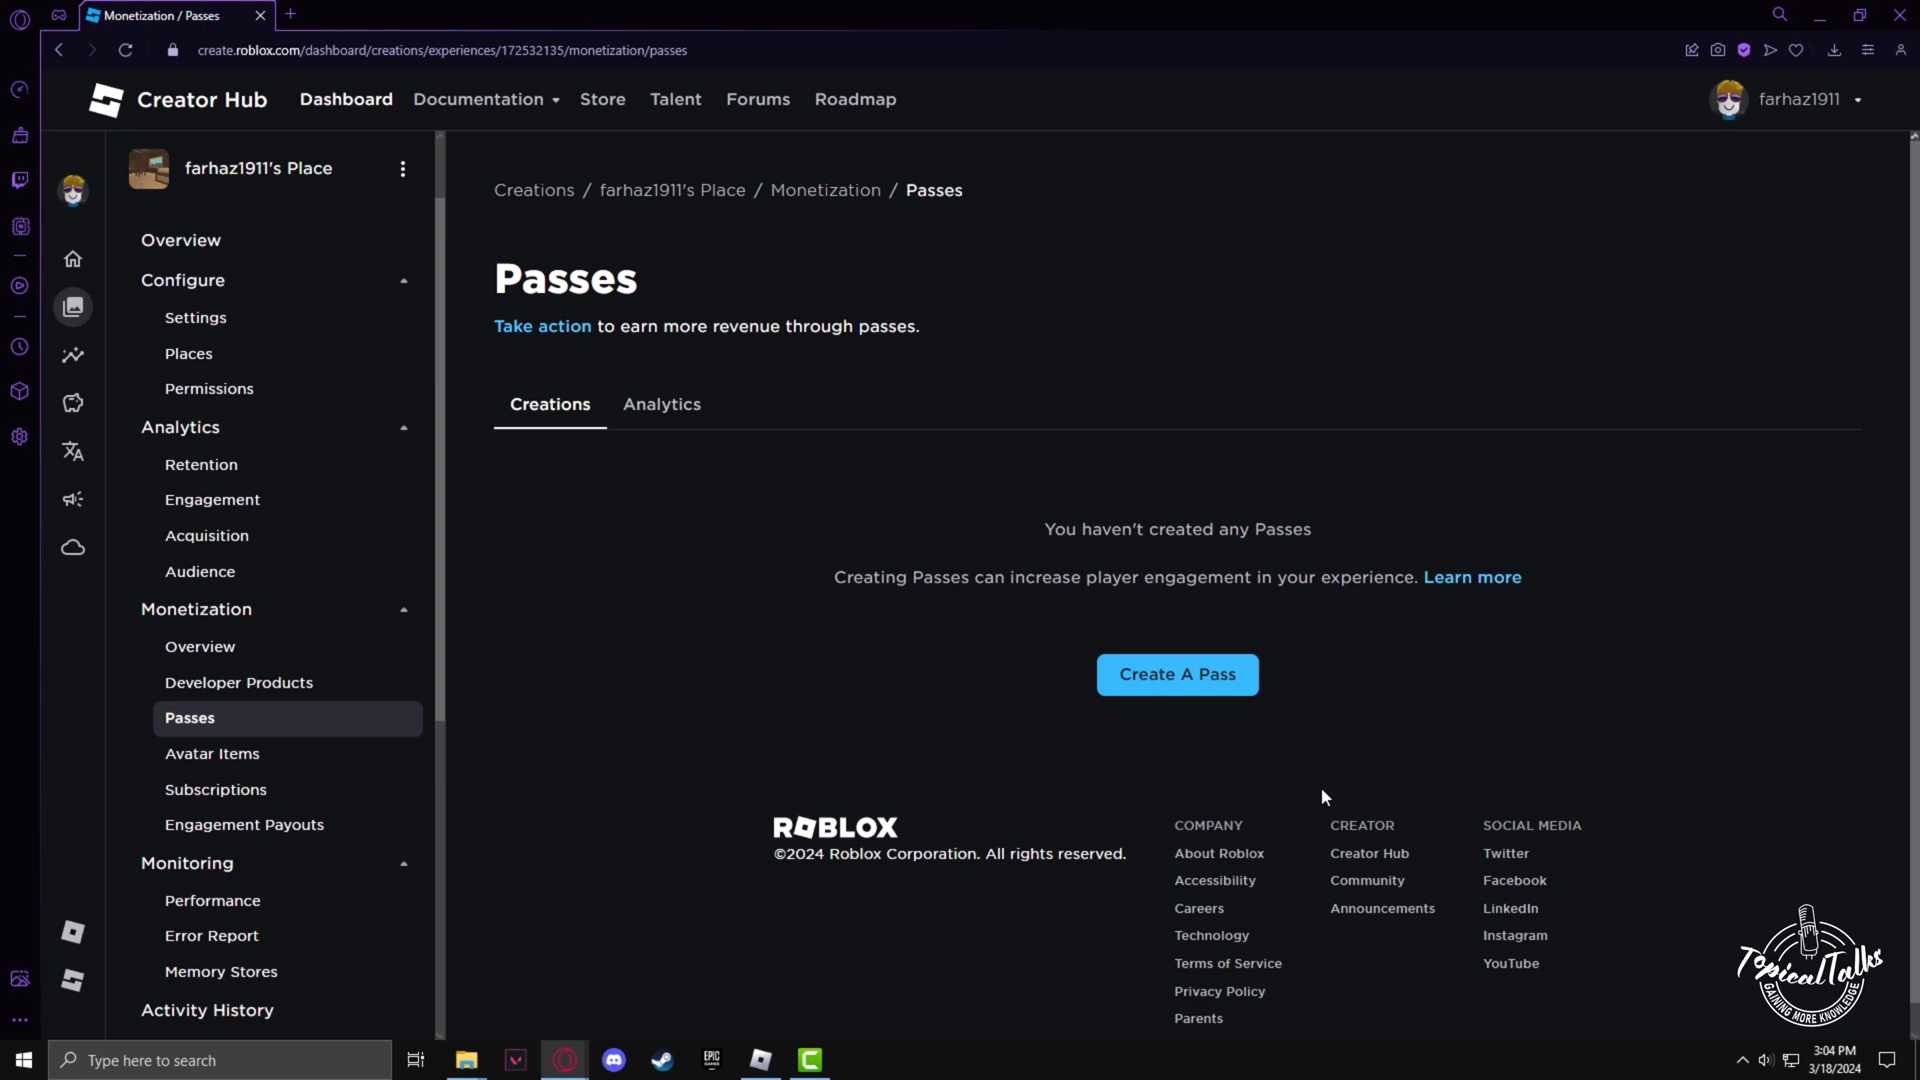 Monetization / Passes
create.roblox.com/dashboard/creations/experiences/172532135/monetization/passes
Creator Hub
Dashboard
Documentation
Store
Talent
Forums
Roadmap
farhaz1911
farhaz1911's Place
Overview
Configure
Settings
Places
Permissions
Analytics
Retention
Engagement
Acquisition
Audience
Monetization
Overview
Developer Products
Passes
Avatar Items
Subscriptions
Engagement Payouts
Monitoring
Performance
Error Report
Memory Stores
Activity History
Creations / farhaz1911's Place / Monetization / Passes
Passes
Take action to earn more revenue through passes.
Creations
Analytics
You haven't created any Passes
Creating Passes can increase player engagement in your experience. Learn more
Create A Pass
ROBLOX
©2024 Roblox Corporation. All rights reserved.
COMPANY
About Roblox
Accessibility
Careers
Technology
Terms of Service
Privacy Policy
Parents
CREATOR
Creator Hub
Community
Announcements
SOCIAL MEDIA
Twitter
Facebook
LinkedIn
Instagram
YouTube
TopicalTalks
GAINING MORE KNOWLEDGE
Type here to search
EPIC
GAMES
3:04 PM
3/18/2024